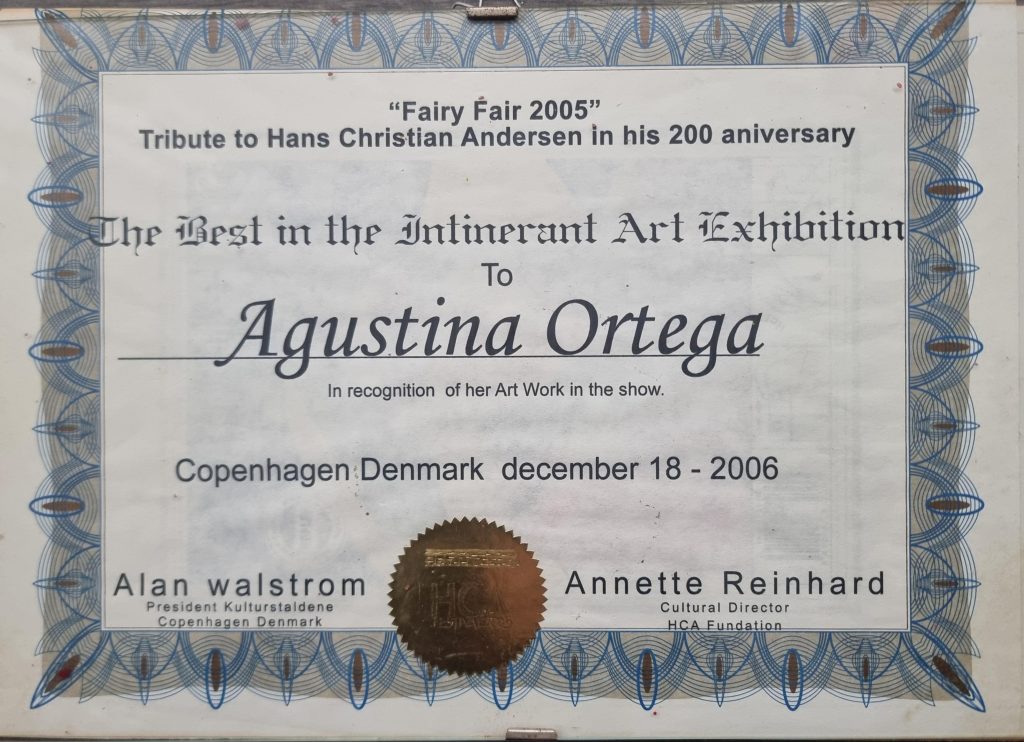 “Fairy Fair 2005”
Tribute to Hans Christian Andersen in his 200 aniversary
The Best in the Intinerant Art Exhibition
To
Agustina Ortega
In recognition of her Art Work in the show.
Copenhagen Denmark december 18 - 2006
Alan walstrom
President Kulturstaldene
Copenhagen Denmark
HCA
Annette Reinhard
Cultural Director
HCA Fundation